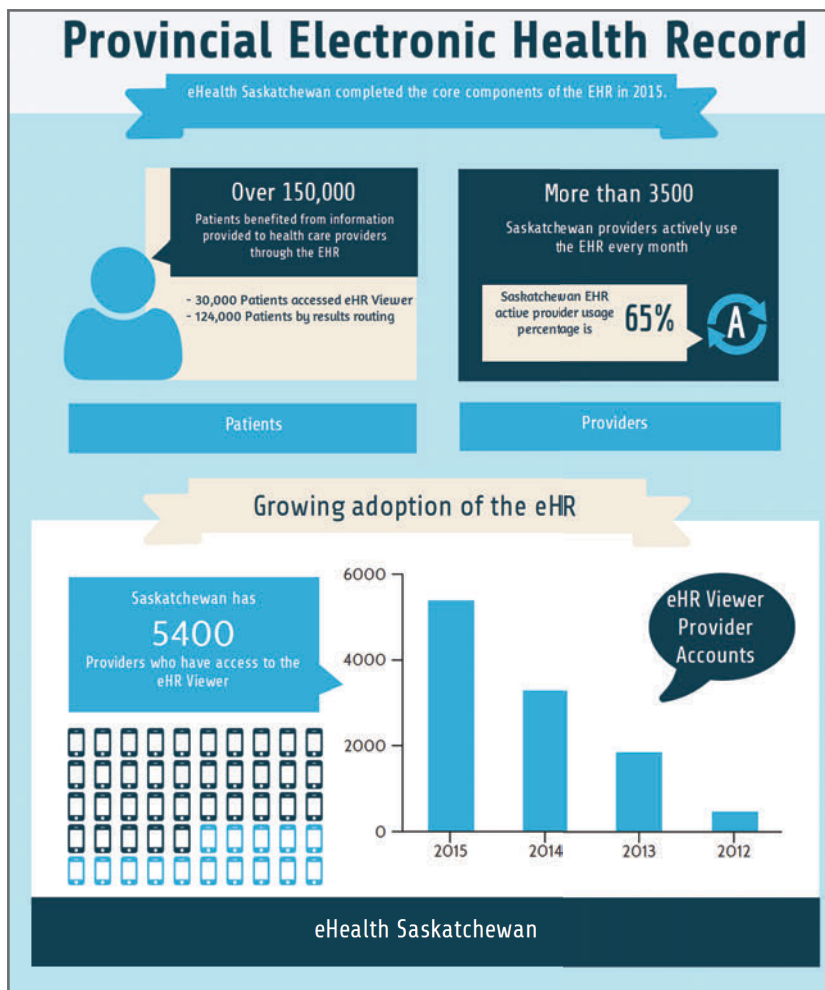 Provincial Electronic Health Record
eHealth Saskatchewan completed the core components of the EHR in 2015.
Over 150,000
Patients benefited from information
provided to health care providers
through the EHR
- 30,000 Patients accessed eHR Viewer
- 124,000 Patients by results routing
Patients
More than 3500
Saskatchewan providers actively use
the EHR every month
Saskatchewan EHR
active provider usage
percentage is
65%
A
Providers
Growing adoption of the eHR
Saskatchewan has
5400
Providers who have access to the
eHR Viewer
6000
4000
2000
0
2015
2014
2013
2012
eHR Viewer
Provider
Accounts
eHealth Saskatchewan